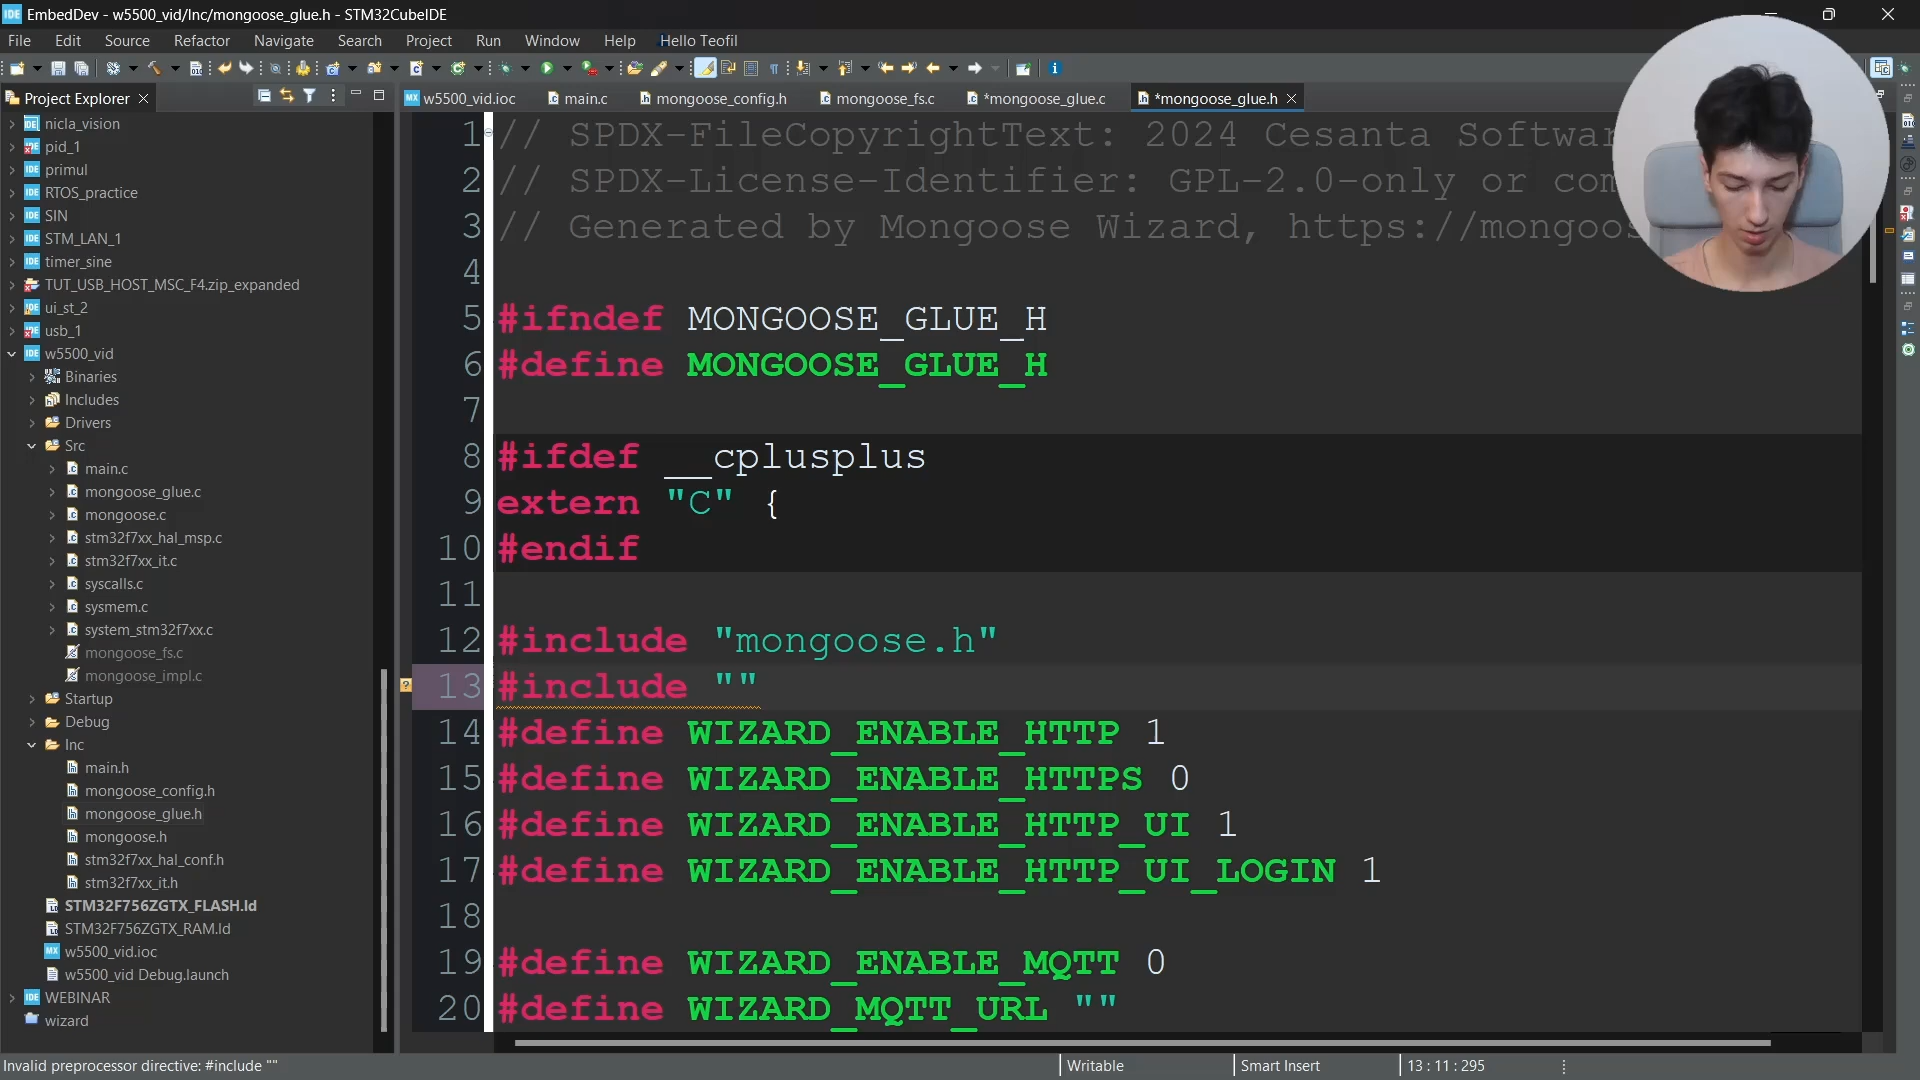 EmbedDev - w5500_vid/Inc/mongoose_glue.h - STM32CubeIDE
File Edit Source Refactor Navigate Search Project Run Window Help Hello Teofil
Project Explorer
w5500_vid.ioc main.c mongoose_config.h mongoose_fs.c *mongoose_glue.c *mongoose_glue.h
nicla_vision
pid_1
primul
RTOS_practice
SIN
STM_LAN_1
timer_sine
TUT_USB_HOST_MSC_F4.zip_expanded
ui_st_2
usb_1
w5500_vid
Binaries
Includes
Drivers
Src
main.c
mongoose_glue.c
mongoose.c
stm32f7xx_hal_msp.c
stm32f7xx_it.c
syscalls.c
sysmem.c
system_stm32f7xx.c
mongoose_fs.c
mongoose_impl.c
Startup
Debug
Inc
main.h
mongoose_config.h
mongoose_glue.h
mongoose.h
stm32f7xx_hal_conf.h
stm32f7xx_it.h
STM32F756ZGTX_FLASH.ld
STM32F756ZGTX_RAM.ld
w5500_vid.ioc
w5500_vid Debug.launch
WEBINAR
wizard
1 // SPDX-FileCopyrightText: 2024 Cesanta Softwar
2 // SPDX-License-Identifier: GPL-2.0-only or com
3 // Generated by Mongoose Wizard, https://mongoos
4
5 #ifndef MONGOOSE_GLUE_H
6 #define MONGOOSE_GLUE_H
7
8 #ifdef __cplusplus
9 extern "C" {
10 #endif
11
12 #include "mongoose.h"
13 #include ""
14 #define WIZARD_ENABLE_HTTP 1
15 #define WIZARD_ENABLE_HTTPS 0
16 #define WIZARD_ENABLE_HTTP_UI 1
17 #define WIZARD_ENABLE_HTTP_UI_LOGIN 1
18
19 #define WIZARD_ENABLE_MQTT 0
20 #define WIZARD_MQTT_URL ""
Invalid preprocessor directive: #include "" Writable Smart Insert 13 : 11 : 295